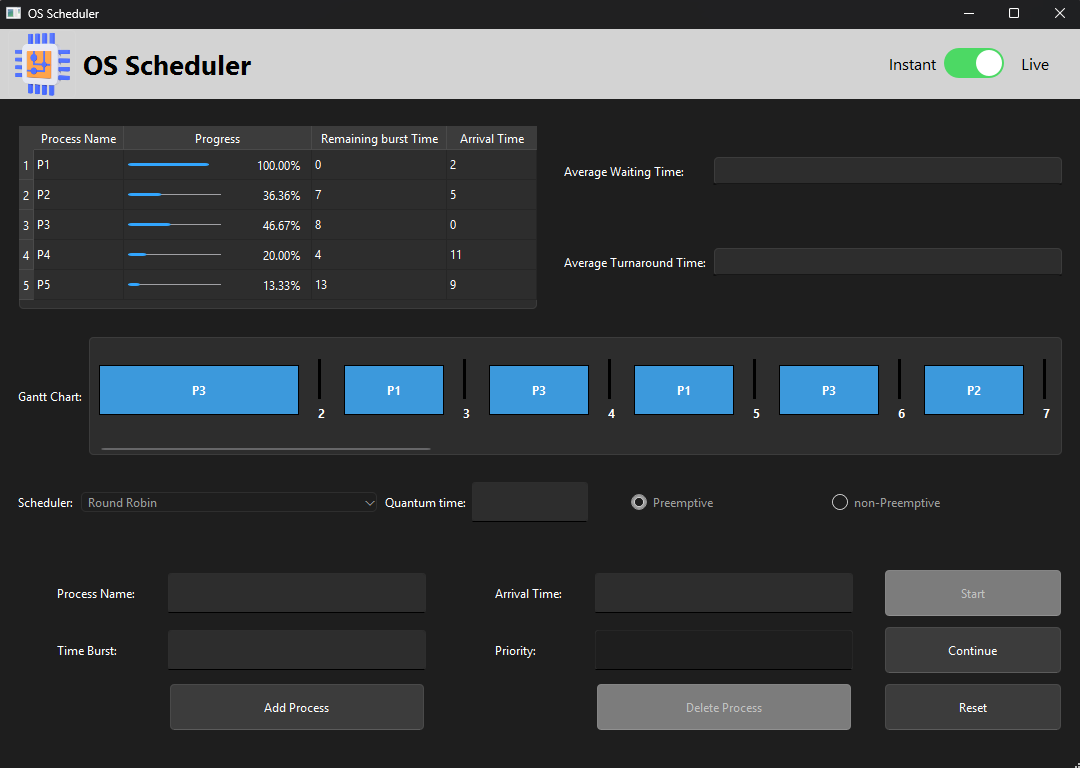 OS Scheduler
OS Scheduler
Instant Live
Process Name Progress Remaining burst Time Arrival Time
1 P1 100.00% 0 2
2 P2 36.36% 7 5
3 P3 46.67% 8 0
4 P4 20.00% 4 11
5 P5 13.33% 13 9
Average Waiting Time:
Average Turnaround Time:
Gantt Chart:
P3 P1 P3 P1 P3 P2
2 3 4 5 6 7
Scheduler: Round Robin Quantum time: Preemptive non-Preemptive
Process Name: Arrival Time: Start
Time Burst: Priority: Continue
Add Process Delete Process Reset